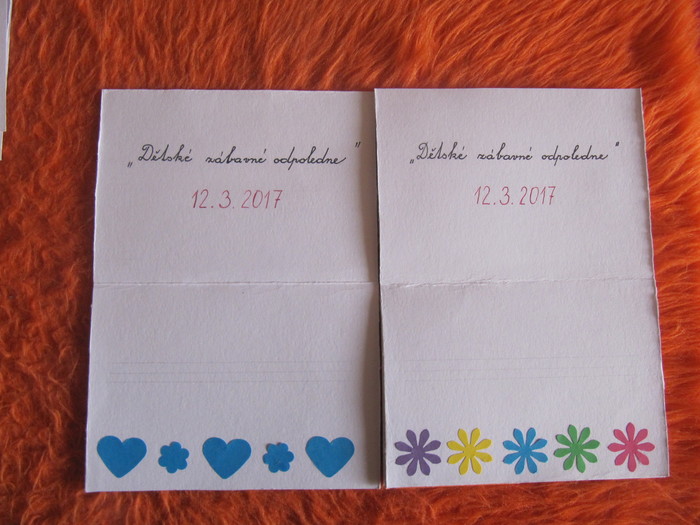 „Dětské zábavné odpoledne"
12.3.2017
„Dětské zábavné odpoledne"
12.3.2017